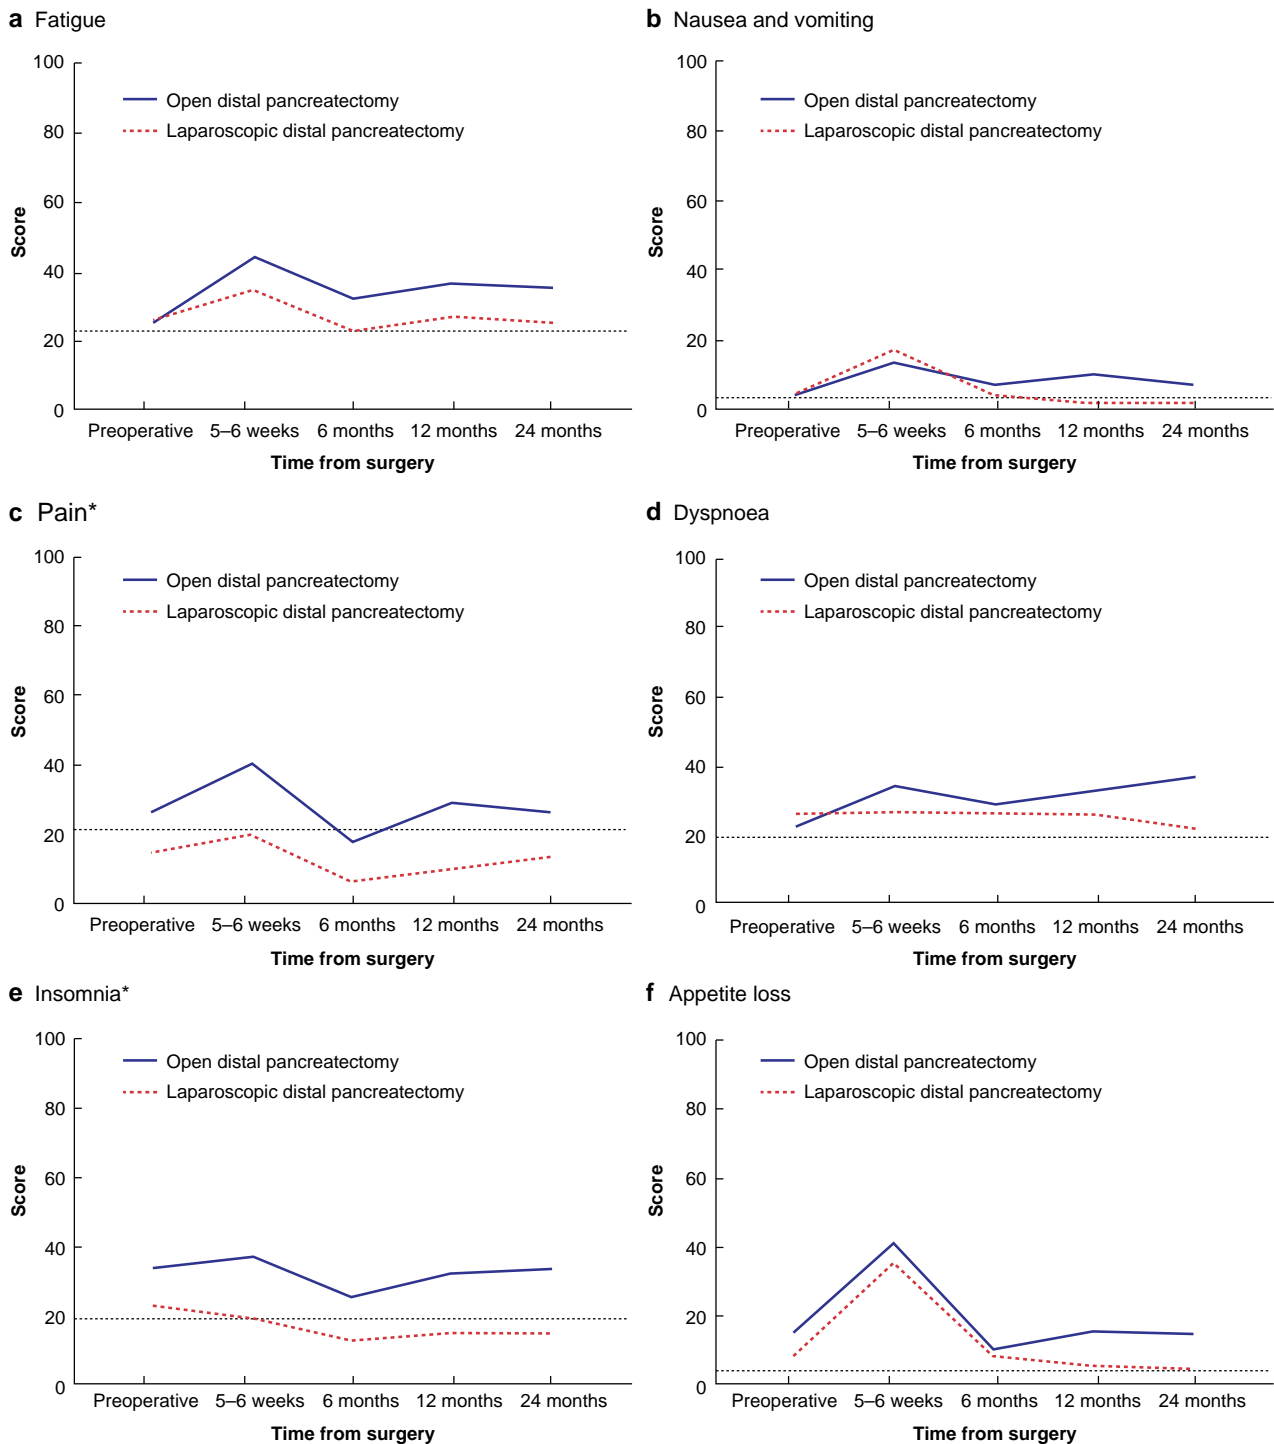 a Fatigue
100
80
60
40
20
0
Score
Open distal pancreatectomy
Laparoscopic distal pancreatectomy
Preoperative 5–6 weeks 6 months 12 months 24 months
Time from surgery
b Nausea and vomiting
100
80
60
40
20
0
Score
Open distal pancreatectomy
Laparoscopic distal pancreatectomy
Preoperative 5–6 weeks 6 months 12 months 24 months
Time from surgery
c Pain*
100
80
60
40
20
0
Score
Open distal pancreatectomy
Laparoscopic distal pancreatectomy
Preoperative 5–6 weeks 6 months 12 months 24 months
Time from surgery
d Dyspnoea
100
80
60
40
20
0
Score
Open distal pancreatectomy
Laparoscopic distal pancreatectomy
Preoperative 5–6 weeks 6 months 12 months 24 months
Time from surgery
e Insomnia*
100
80
60
40
20
0
Score
Open distal pancreatectomy
Laparoscopic distal pancreatectomy
Preoperative 5–6 weeks 6 months 12 months 24 months
Time from surgery
f Appetite loss
100
80
60
40
20
0
Score
Open distal pancreatectomy
Laparoscopic distal pancreatectomy
Preoperative 5–6 weeks 6 months 12 months 24 months
Time from surgery